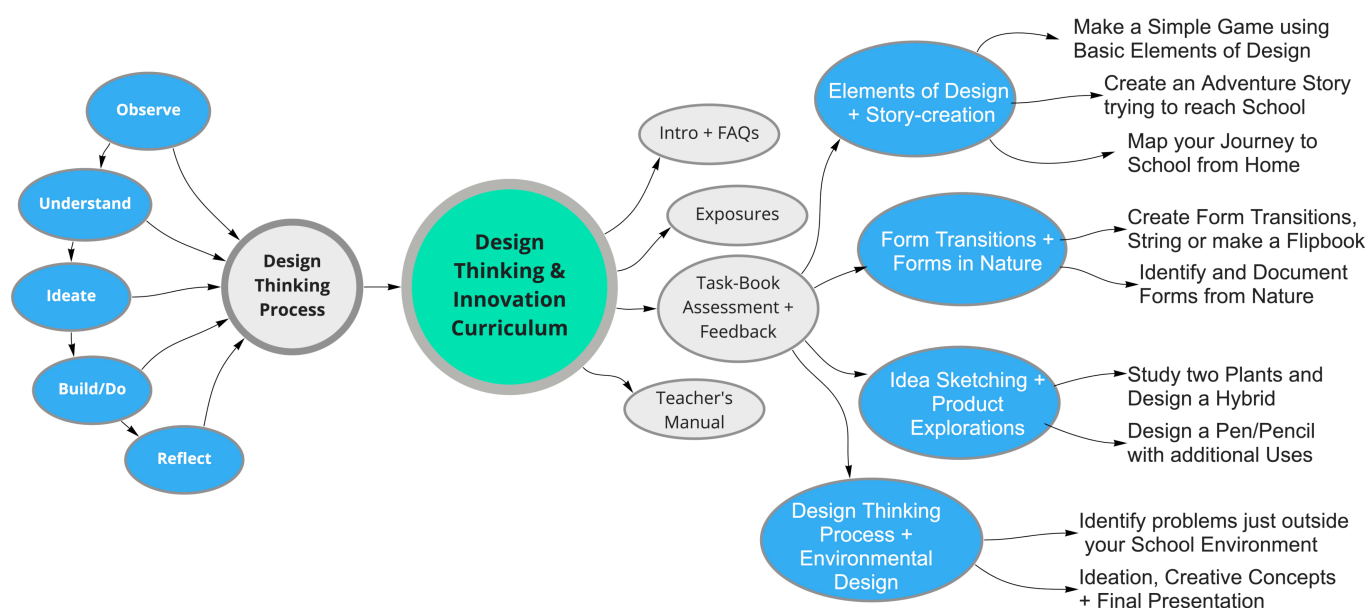 Observe
Understand
Ideate
Build/Do
Reflect
Design
Thinking
Process
Design
Thinking &
Innovation
Curriculum
Intro + FAQs
Exposures
Task-Book
Assessment +
Feedback
Teacher's
Manual
Elements of Design
+ Story-creation
Make a Simple Game using
Basic Elements of Design
Create an Adventure Story
trying to reach School
Map your Journey to
School from Home
Form Transitions +
Forms in Nature
Create Form Transitions,
String or make a Flipbook
Identify and Document
Forms from Nature
Idea Sketching +
Product
Explorations
Study two Plants and
Design a Hybrid
Design a Pen/Pencil
with additional Uses
Design Thinking
Process +
Environmental
Design
Identify problems just outside
your School Environment
Ideation, Creative Concepts
+ Final Presentation